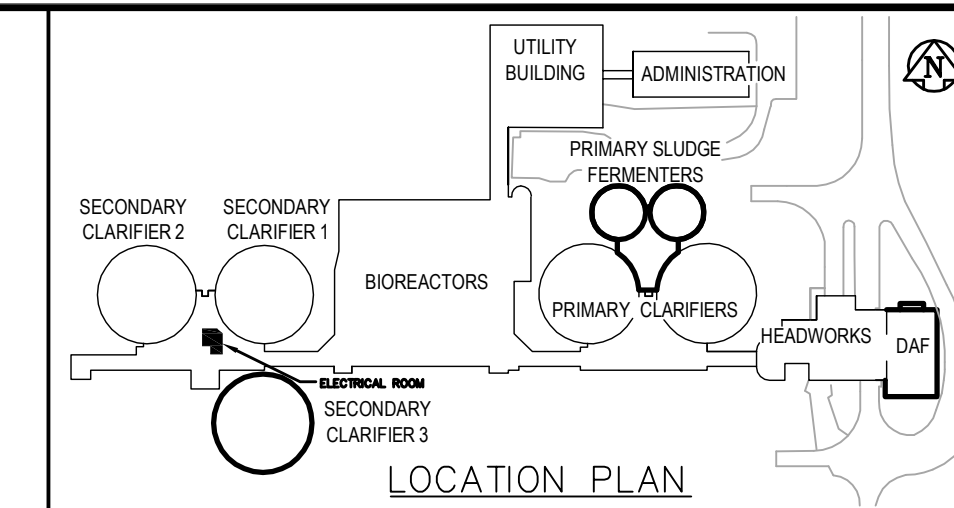 UTILITY
BUILDING
ADMINISTRATION
N
PRIMARY SLUDGE
FERMENTERS
SECONDARY
CLARIFIER 2
SECONDARY
CLARIFIER 1
BIOREACTORS
PRIMARY CLARIFIERS
HEADWORKS
DAF
ELECTRICAL ROOM
SECONDARY
CLARIFIER 3
LOCATION PLAN